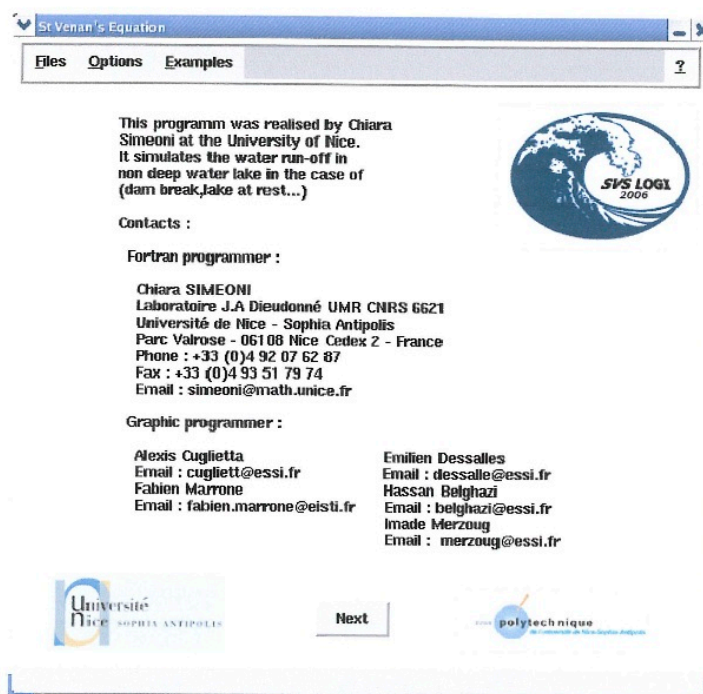 St Venan's Equation
Files Options Examples ?
This programm was realised by Chiara
Simeoni at the University of Nice.
It simulates the water run-off in
non deep water lake in the case of
(dam break,lake at rest...)
SVS LOGI
2006
Contacts :
Fortran programmer :
Chiara SIMEONI
Laboratoire J.A Dieudonné UMR CNRS 6621
Université de Nice - Sophia Antipolis
Parc Valrose - 06108 Nice Cedex 2 - France
Phone : +33 (0)4 92 07 62 87
Fax : +33 (0)4 93 51 79 74
Email : simeoni@math.unice.fr
Graphic programmer :
Alexis Cuglietta
Email : cugliett@essi.fr
Fabien Marrone
Email : fabien.marrone@eisti.fr
Emilien Dessalles
Email : dessalle@essi.fr
Hassan Belghazi
Email : belghazi@essi.fr
Imade Merzoug
Email : merzoug@essi.fr
Université
Nice SOPHIA ANTIPOLIS
Next
polytechnique
de l'université de Nice-Sophia Antipolis